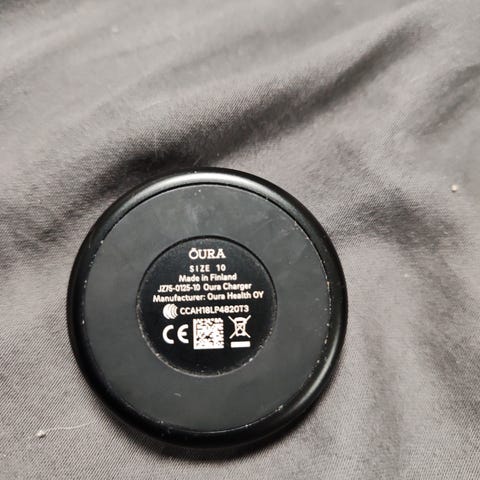 ŌURA
SIZE 10
Made in Finland
JZ75-0125-10 Oura Charger
Manufacturer: Oura Health OY
CCAH18LP4820T3
CE